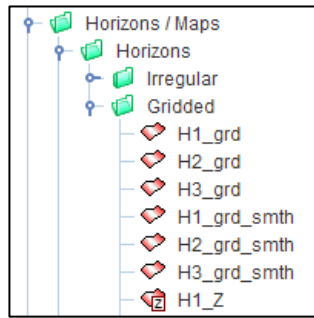 Horizons / Maps
Horizons
Irregular
Gridded
H1_grd
H2_grd
H3_grd
H1_grd_smth
H2_grd_smth
H3_grd_smth
Z H1_Z